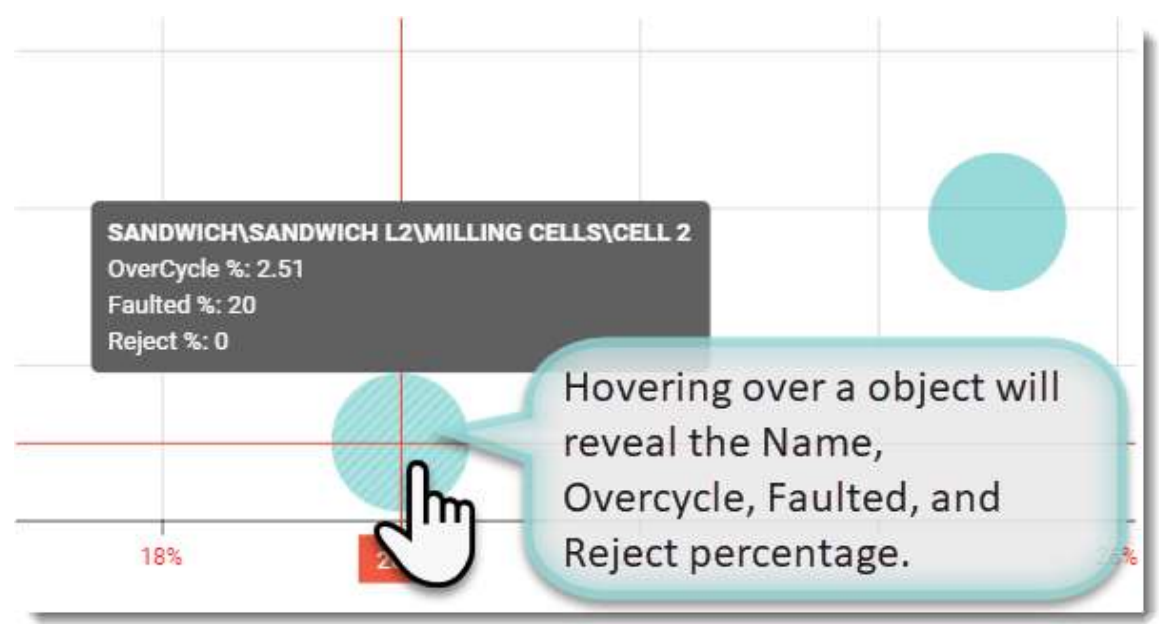 SANDWICH\SANDWICH L2\MILLING CELLS\CELL 2
OverCycle %: 2.51
Faulted %: 20
Reject %: 0
Hovering over a object will
reveal the Name,
Overcycle, Faulted, and
Reject percentage.
18%